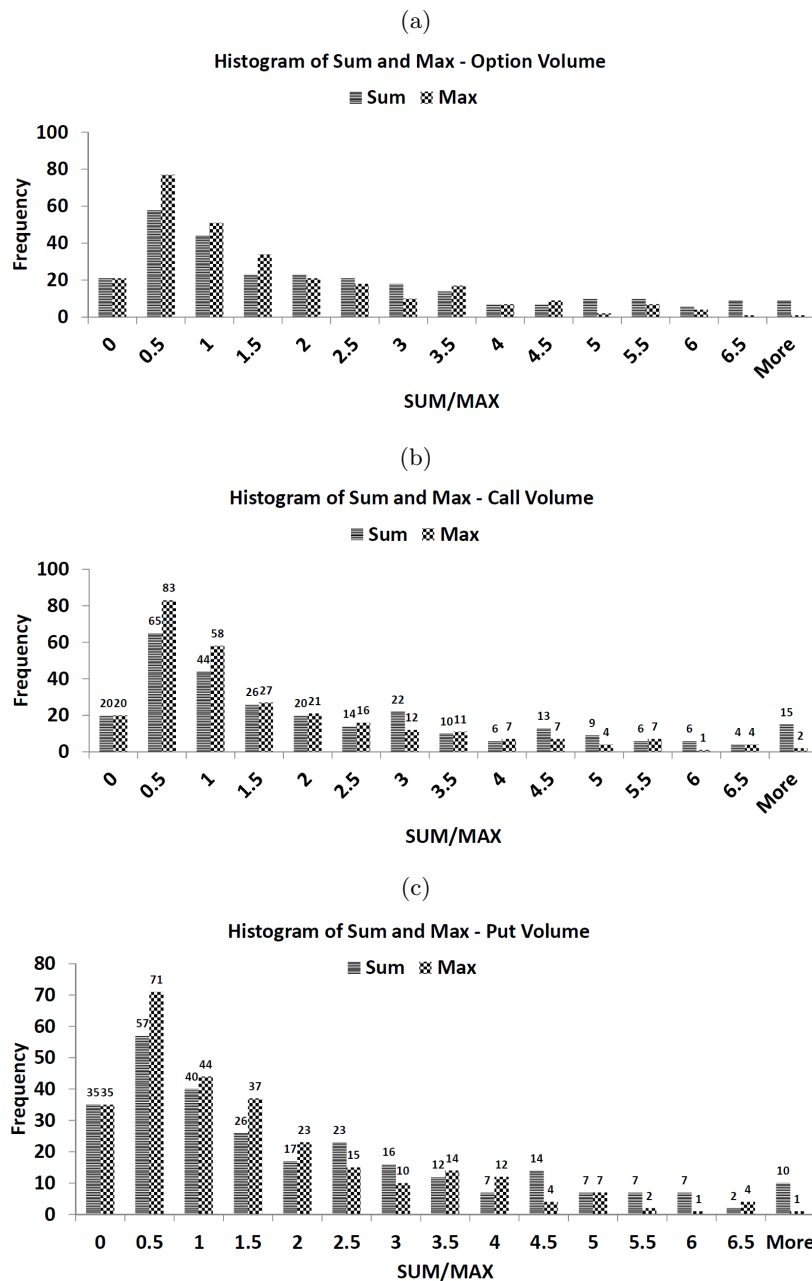 (a)
Histogram of Sum and Max - Option Volume
Sum Max
100
80
60
40
20
0
Frequency
0 0.5 1 1.5 2 2.5 3 3.5 4 4.5 5 5.5 6 6.5 More
SUM/MAX
(b)
Histogram of Sum and Max - Call Volume
Sum Max
100
80
60
40
20
0
Frequency
20 20 65 83 44 58 26 27 20 21 14 16 22 12 10 11 6 7 13 7 9 4 6 7 6 1 4 4 15 2
0 0.5 1 1.5 2 2.5 3 3.5 4 4.5 5 5.5 6 6.5 More
SUM/MAX
(c)
Histogram of Sum and Max - Put Volume
Sum Max
80
70
60
50
40
30
20
10
0
Frequency
35 35 57 71 40 44 26 37 17 23 23 15 16 10 12 14 7 12 14 4 7 7 7 2 7 1 2 4 10 1
0 0.5 1 1.5 2 2.5 3 3.5 4 4.5 5 5.5 6 6.5 More
SUM/MAX